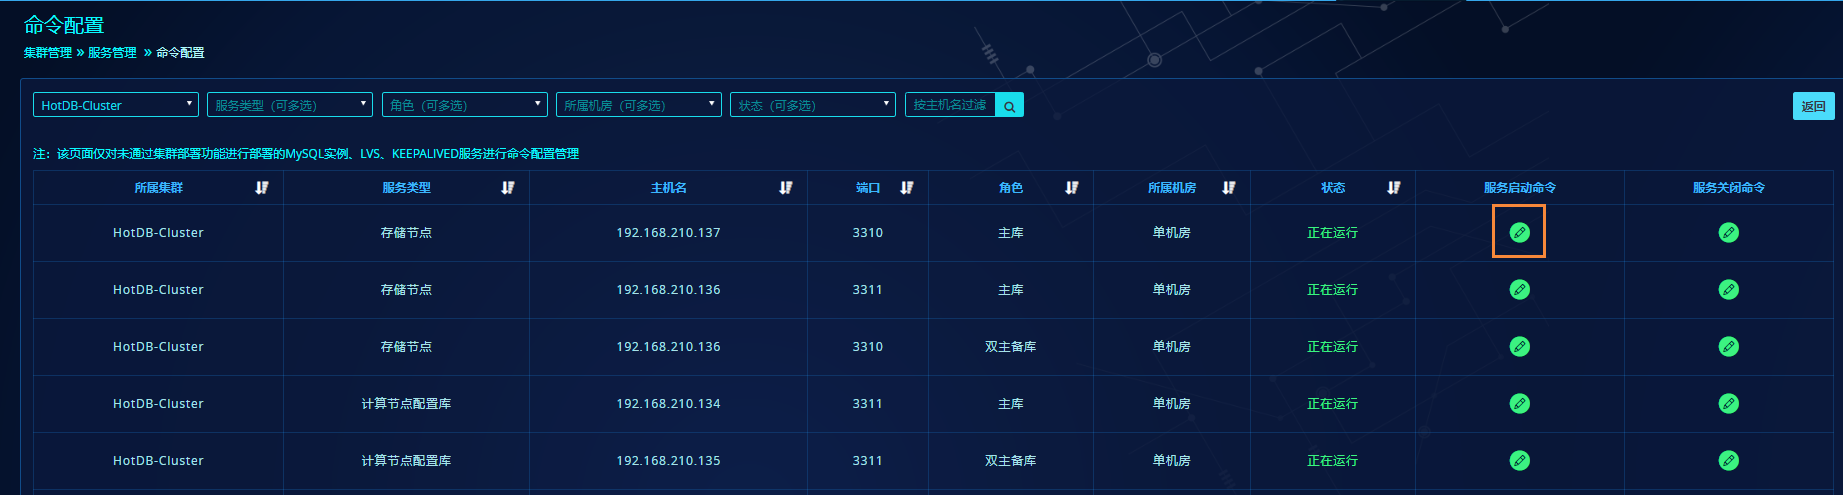 命令配置
集群管理 » 服务管理 » 命令配置
HotDB-Cluster 服务类型（可多选） 角色（可多选） 所属机房（可多选） 状态（可多选） 按主机名过滤 返回
注：该页面仅对未通过集群部署功能进行部署的MySQL实例、LVS、KEEPALIVED服务进行命令配置管理
所属集群 服务类型 主机名 端口 角色 所属机房 状态 服务启动命令 服务关闭命令
HotDB-Cluster 存储节点 192.168.210.137 3310 主库 单机房 正在运行
HotDB-Cluster 存储节点 192.168.210.136 3311 主库 单机房 正在运行
HotDB-Cluster 存储节点 192.168.210.136 3310 双主备库 单机房 正在运行
HotDB-Cluster 计算节点配置库 192.168.210.134 3311 主库 单机房 正在运行
HotDB-Cluster 计算节点配置库 192.168.210.135 3311 双主备库 单机房 正在运行